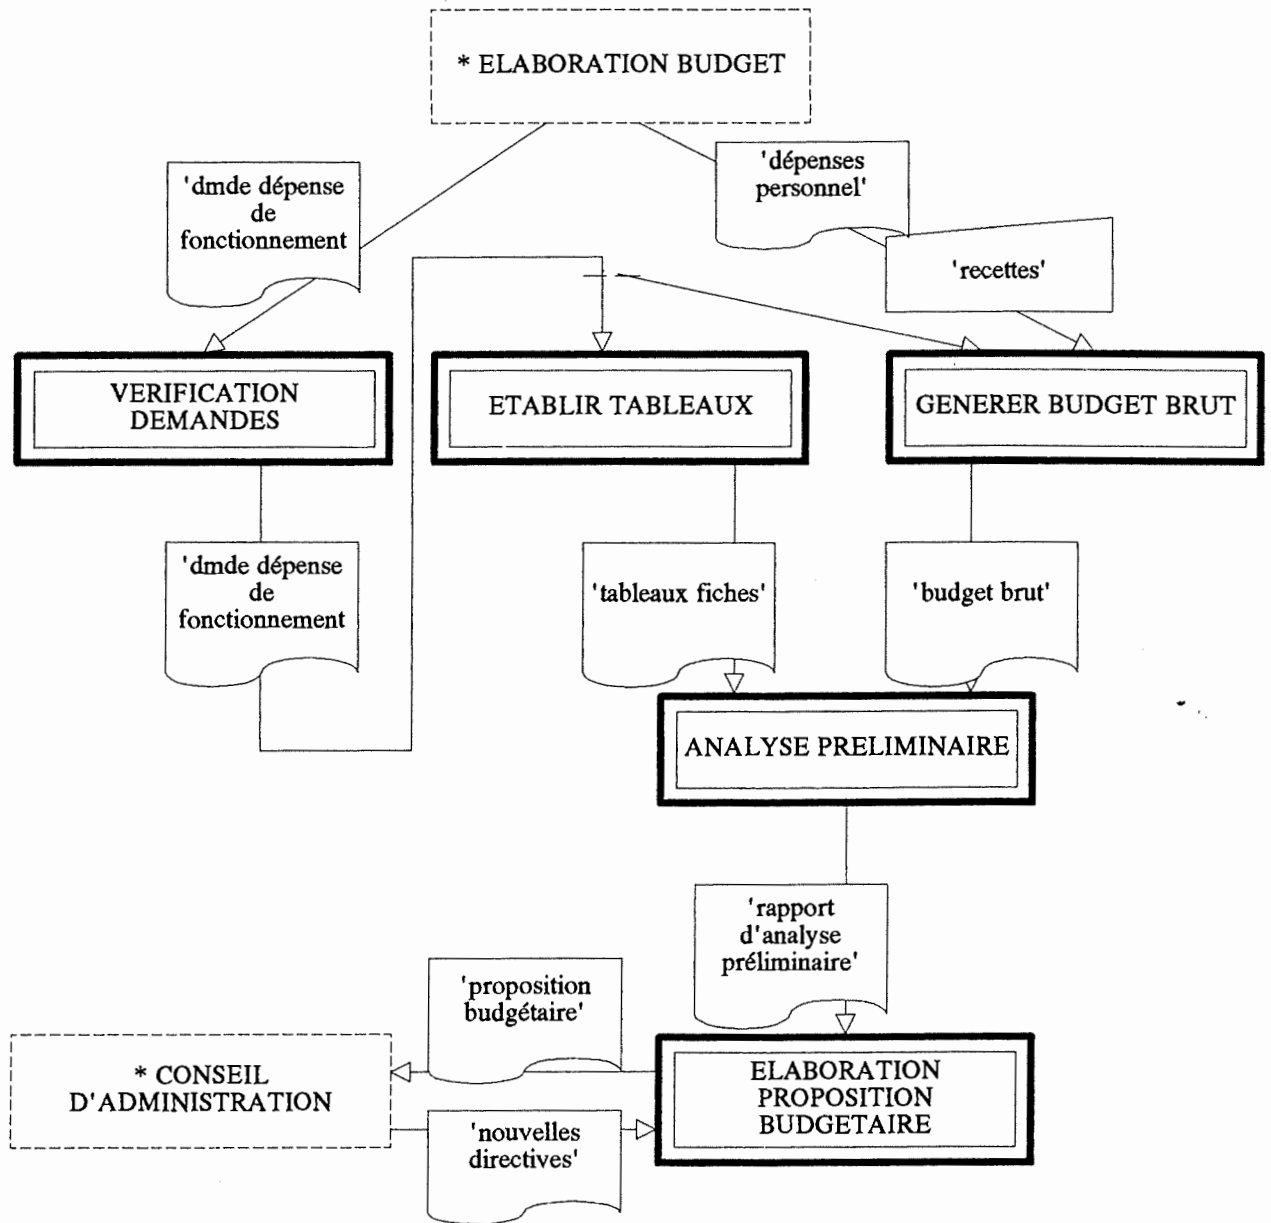 * ELABORATION BUDGET
'dmde dépense
de
fonctionnement
'dépenses
personnel'
'recettes'
VERIFICATION
DEMANDES
ETABLIR TABLEAUX
GENERER BUDGET BRUT
'dmde dépense
de
fonctionnement
'tableaux fiches'
'budget brut'
ANALYSE PRELIMINAIRE
'rapport
d'analyse
préliminaire'
'proposition
budgétaire'
* CONSEIL
D'ADMINISTRATION
ELABORATION
PROPOSITION
BUDGETAIRE
'nouvelles
directives'